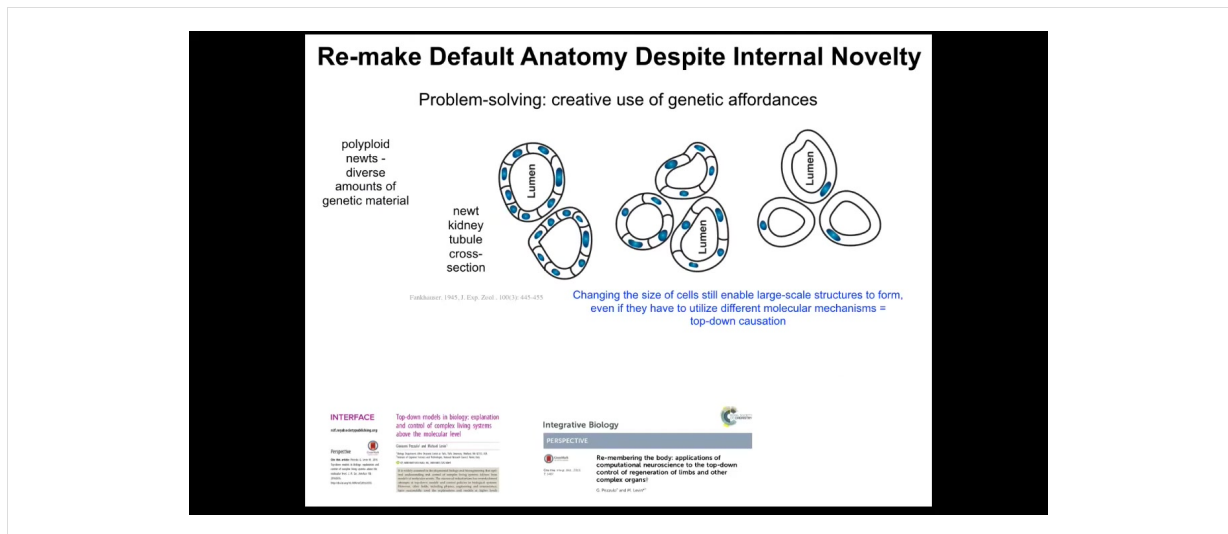 Re-make Default Anatomy Despite Internal Novelty
Problem-solving: creative use of genetic affordances
polyploid
newts -
diverse
amounts of
genetic material
newt
kidney
tubule
cross-
section
Lumen
Lumen
Lumen
Fankhauser, 1945, J. Exp. Zool., 100(3): 445-455
Changing the size of cells still enable large-scale structures to form,
even if they have to utilize different molecular mechanisms =
top-down causation
INTERFACE
rsif.royalsocietypublishing.org
Perspective
Top-down models in biology: explanation
and control of complex living systems
above the molecular level
Integrative Biology
PERSPECTIVE
Re-membering the body: applications of
computational neuroscience to the top-down
control of regeneration of limbs and other
complex organs†